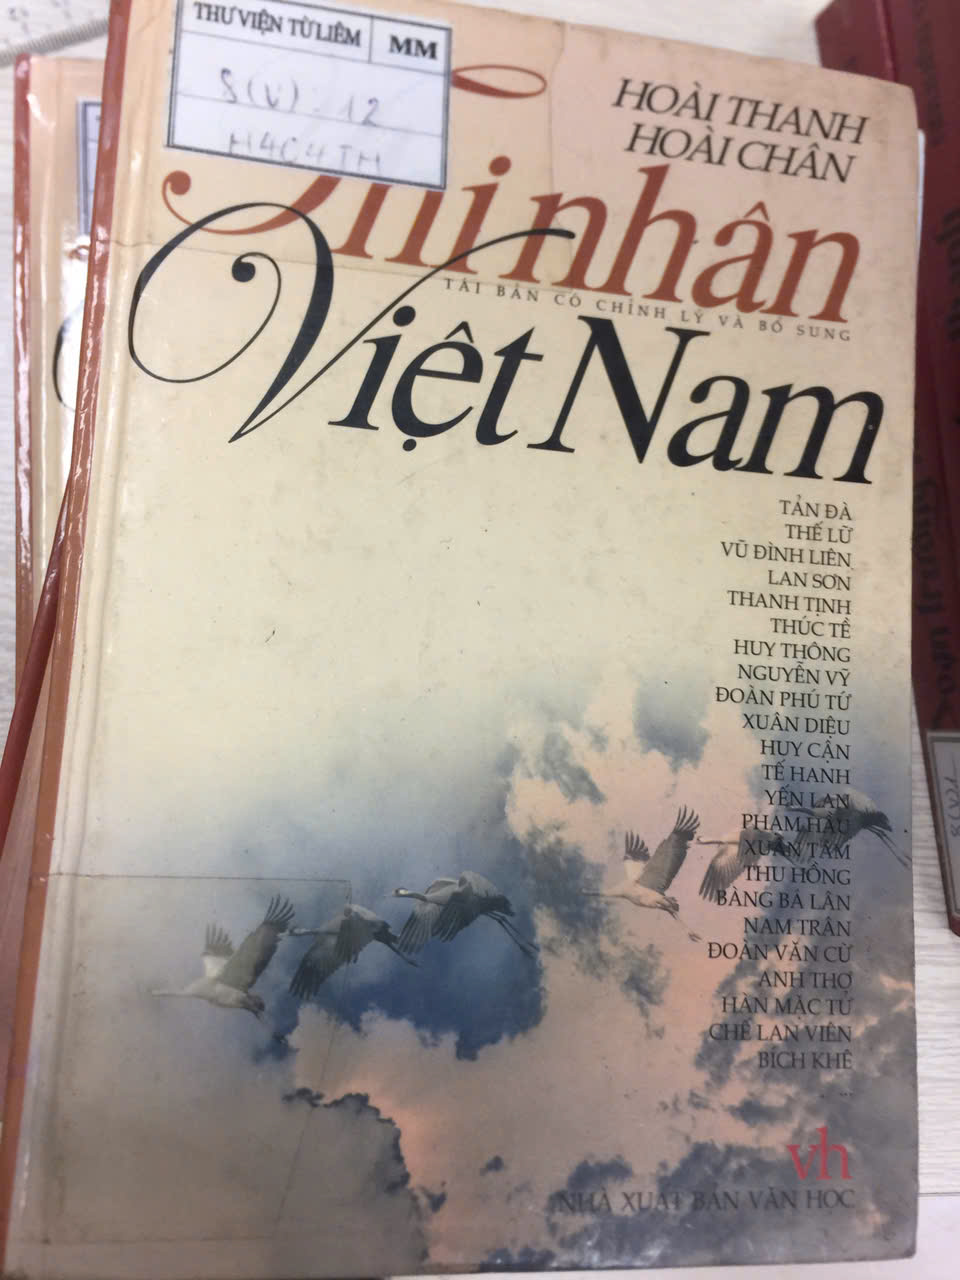 THƯ VIỆN TỪ LIÊM MM
8(V) 12
H404TH
HOÀI THANH
HOÀI CHÂN
Thi nhân
TÁI BẢN CÓ CHỈNH LÝ VÀ BỔ SUNG
Việt Nam
TẢN ĐÀ
THẾ LỮ
VŨ ĐÌNH LIÊN
LAN SƠN
THANH TỊNH
THÚC TỀ
HUY THÔNG
NGUYỄN VỸ
ĐOÀN PHÚ TỨ
XUÂN DIỆU
HUY CẬN
TẾ HANH
YẾN LAN
PHẠM HẦU
XUÂN TÂM
THU HỒNG
BÀNG BÁ LÂN
NAM TRÂN
ĐOÀN VĂN CỪ
ANH THƠ
HÀN MẶC TỬ
CHẾ LAN VIÊN
BÍCH KHÊ
...
vh
NHÀ XUẤT BẢN VĂN HỌC